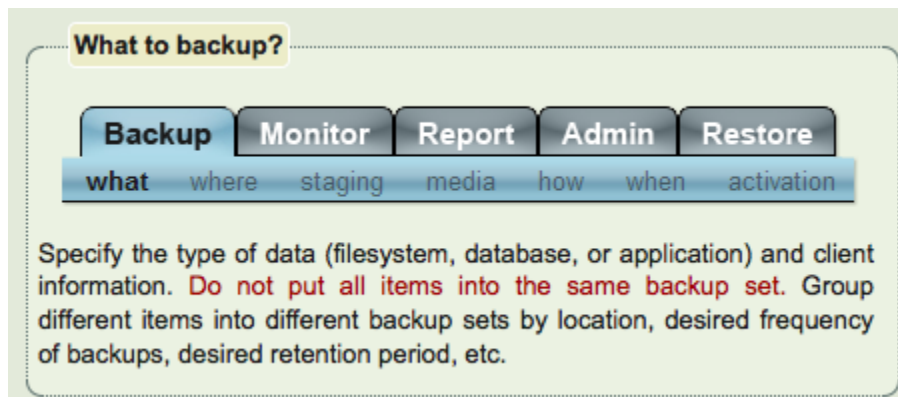 What to backup?
Backup Monitor Report Admin Restore
what where staging media how when activation
Specify the type of data (filesystem, database, or application) and client
information. Do not put all items into the same backup set. Group
different items into different backup sets by location, desired frequency
of backups, desired retention period, etc.